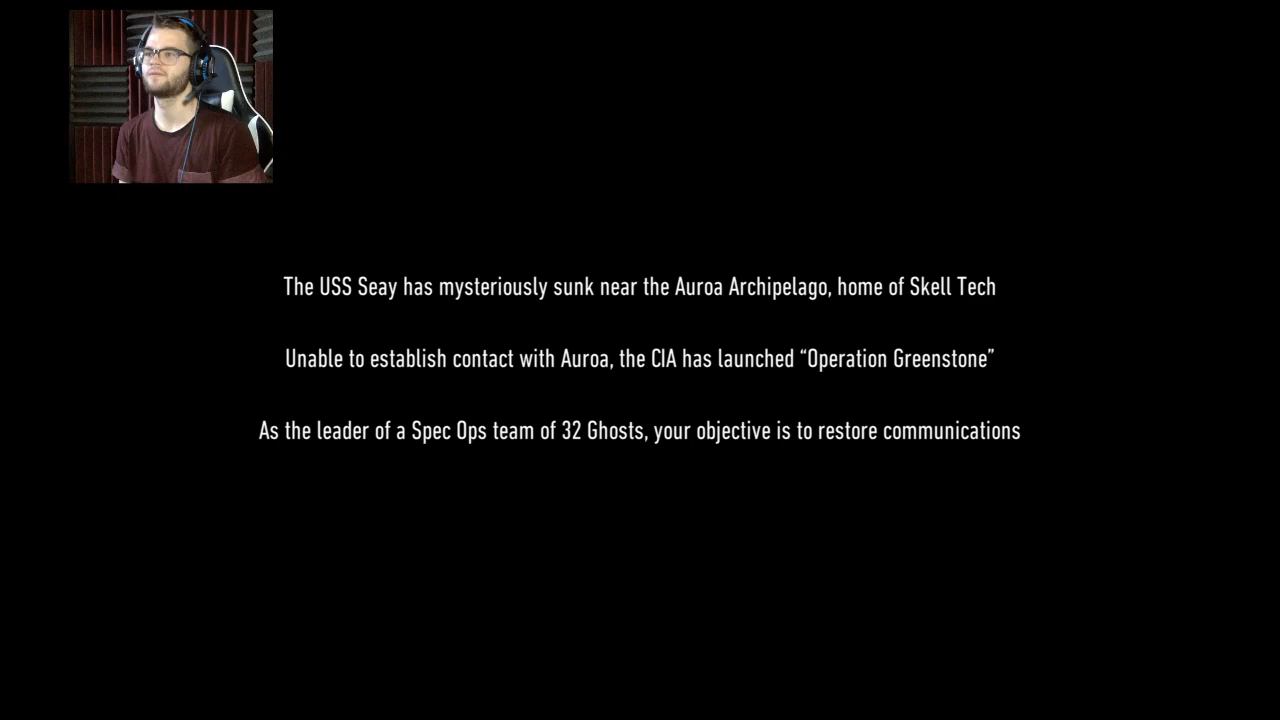 The USS Seay has mysteriously sunk near the Auroa Archipelago, home of Skell Tech
Unable to establish contact with Auroa, the CIA has launched “Operation Greenstone”
As the leader of a Spec Ops team of 32 Ghosts, your objective is to restore communications